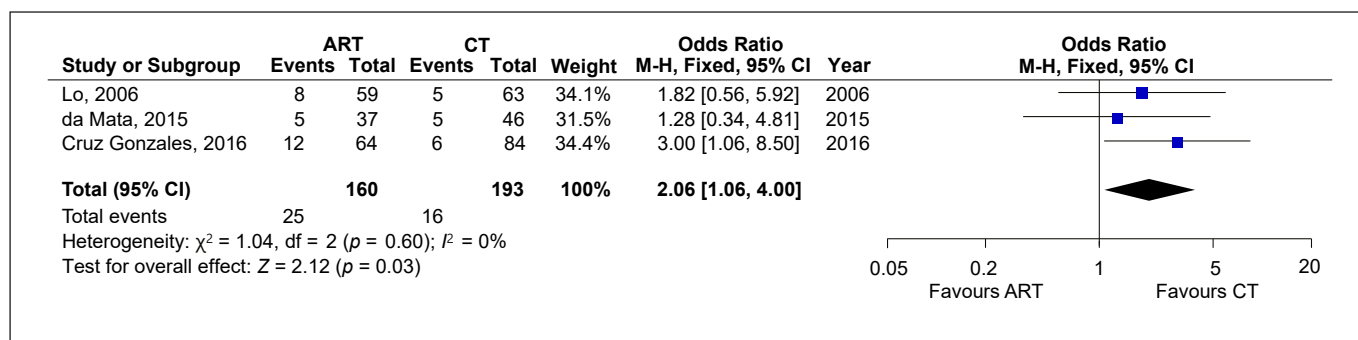 ART CT Odds Ratio Odds Ratio
Study or Subgroup Events Total Events Total Weight M-H, Fixed, 95% CI Year M-H, Fixed, 95% CI
Lo, 2006 8 59 5 63 34.1% 1.82 [0.56, 5.92] 2006
da Mata, 2015 5 37 5 46 31.5% 1.28 [0.34, 4.81] 2015
Cruz Gonzales, 2016 12 64 6 84 34.4% 3.00 [1.06, 8.50] 2016
Total (95% CI) 160 193 100% 2.06 [1.06, 4.00]
Total events 25 16
Heterogeneity: χ² = 1.04, df = 2 (p = 0.60); I² = 0%
Test for overall effect: Z = 2.12 (p = 0.03)
0.05 0.2 1 5 20
Favours ART Favours CT